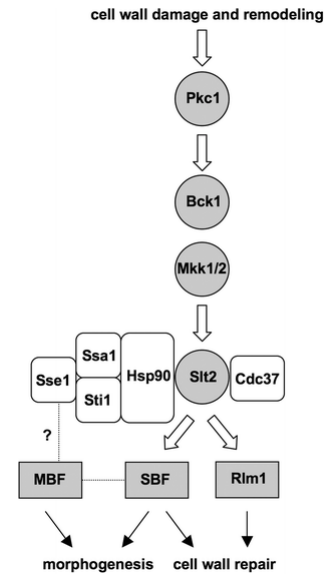 cell wall damage and remodeling
Pkc1
Bck1
Mkk1/2
Ssa1
Sse1
Sti1
Hsp90
Slt2
Cdc37
?
MBF
SBF
Rlm1
morphogenesis
cell wall repair